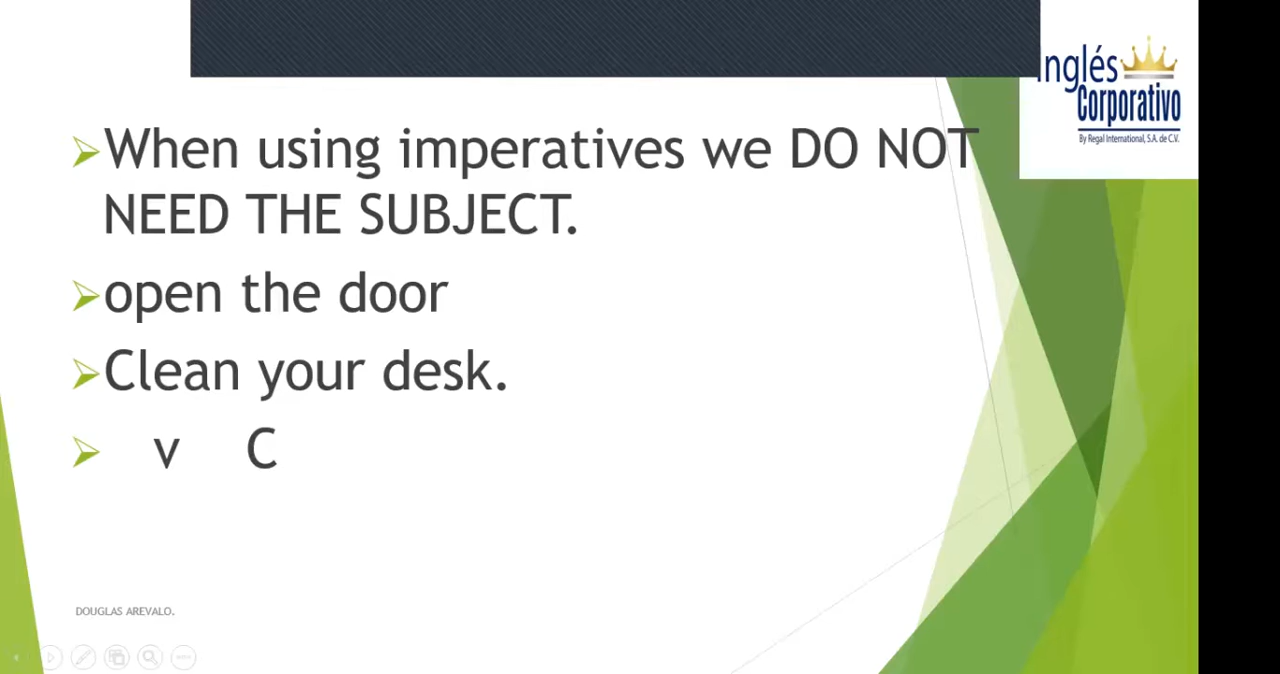 Inglés
Corporativo
By Regal International, S.A. de C.V.
When using imperatives we DO NOT
NEED THE SUBJECT.
open the door
Clean your desk.
v C
DOUGLAS AREVALO.